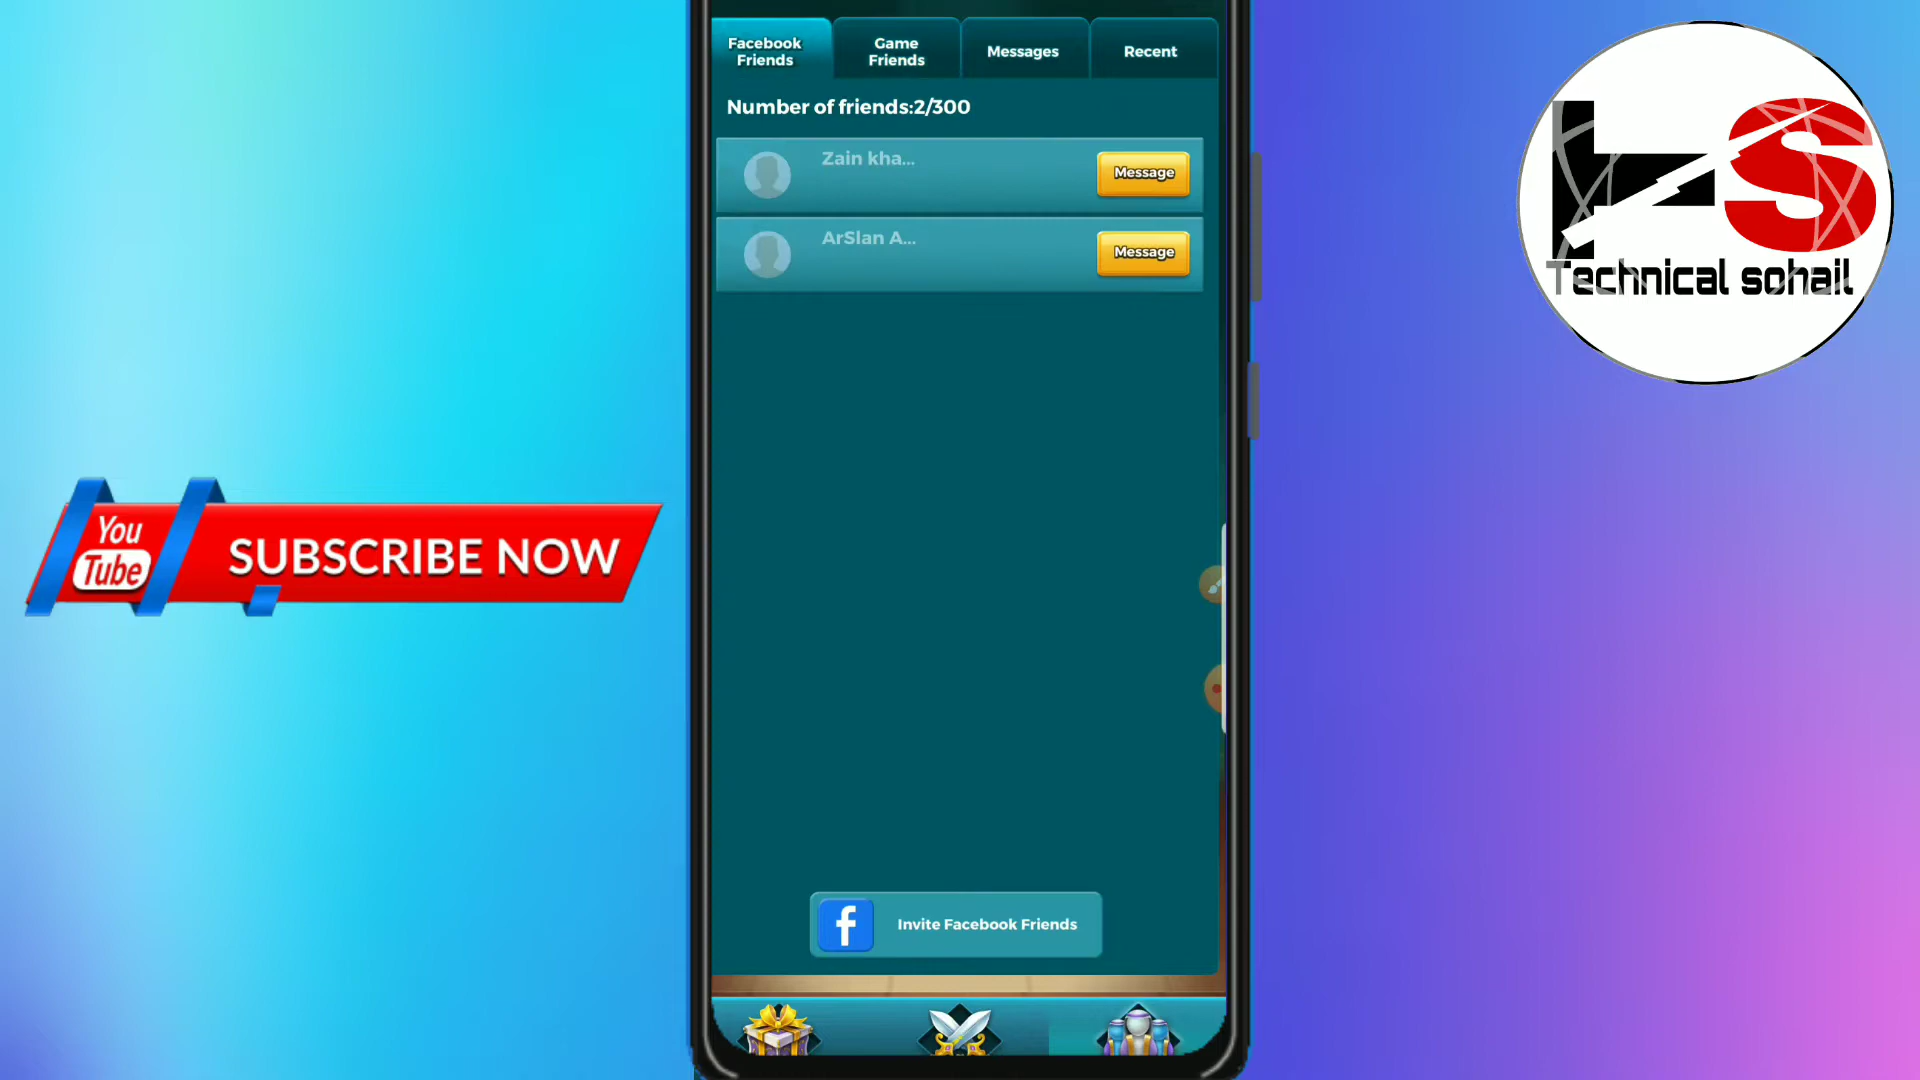 Facebook
Friends
Game
Friends
Messages
Recent
Number of friends:2/300
Zain kha...
Message
ArSlan A...
Message
You
Tube
SUBSCRIBE NOW
Invite Facebook Friends
S
Technical sohail